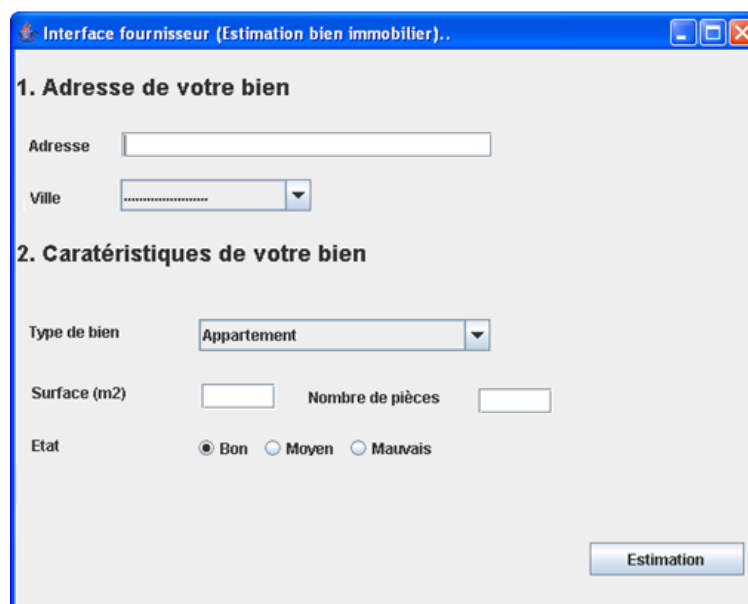 Interface fournisseur (Estimation bien immobilier)..
1. Adresse de votre bien
Adresse
Ville .......................
2. Caratéristiques de votre bien
Type de bien Appartement
Surface (m2) Nombre de pièces
Etat Bon Moyen Mauvais
Estimation